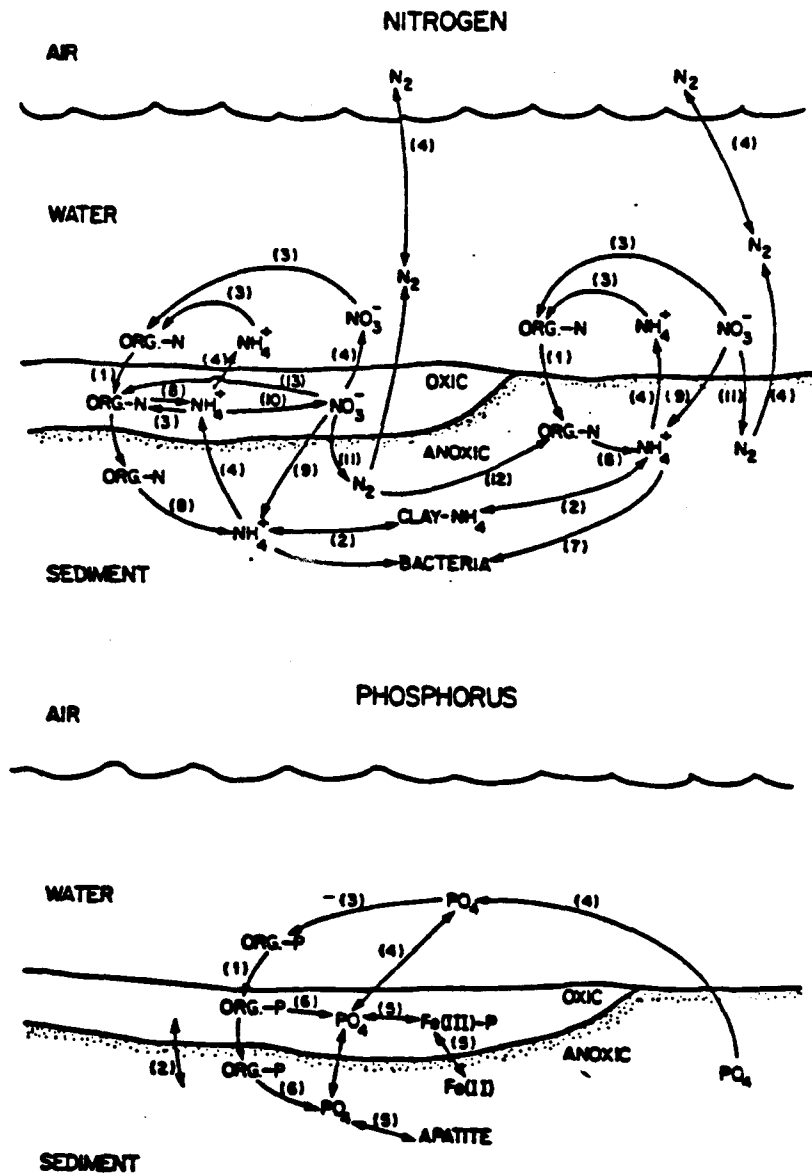 NITROGEN
AIR
N₂ N₂
(4) (4)
WATER
N₂
(3) (3)
N₂
(3) (3)
NO₃⁻
ORG.-N NH₄⁺ ORG.-N NH₄⁺ NO₃⁻
(1) (4) (13) (4) OXIC (1)
ORG.-N (8) NH₄⁺ (10) NO₃⁻ (4) (9) (11) (4)
(3)
ANOXIC ORG.-N (6) NH₄⁺ N₂
ORG.-N (4) (9) (11) N₂ (12)
(8) NH₄⁺ (2) CLAY-NH₄ (2)
BACTERIA (7)
SEDIMENT
PHOSPHORUS
AIR
WATER
(3) PO₄ (4)
ORG.-P (4)
(1)
ORG.-P (6) PO₄ (5) Fe(III)-P OXIC
(5) ANOXIC
(2) ORG.-P Fe(II) PO₄
(6) PO₄
(5) APATITE
SEDIMENT